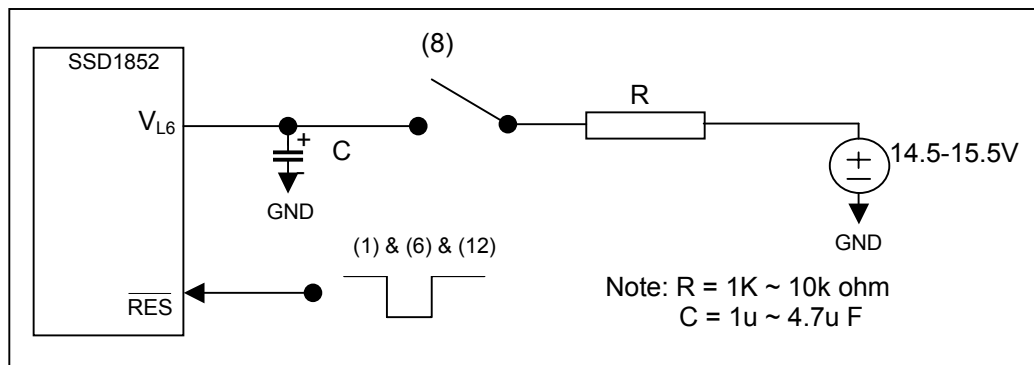 SSD1852
(8)
R
V L6
+
C
-
14.5-15.5V
+
−
GND
GND
(1) & (6) & (12)
RES
Note: R = 1K ~ 10k ohm
C = 1u ~ 4.7u F